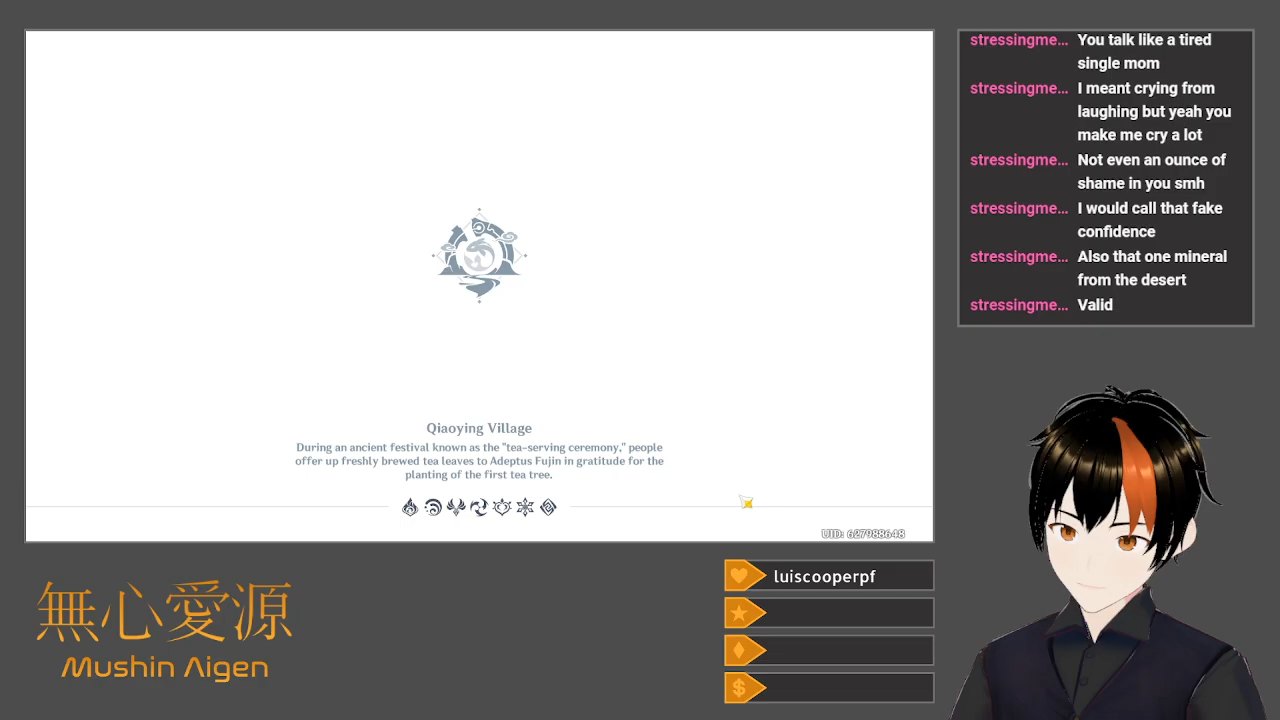 stressingme... You talk like a tired
single mom
stressingme... I meant crying from
laughing but yeah you
make me cry a lot
stressingme... Not even an ounce of
shame in you smh
stressingme... I would call that fake
confidence
stressingme... Also that one mineral
from the desert
stressingme... Valid
Qiaoying Village
During an ancient festival known as the "tea-serving ceremony," people
offer up freshly brewed tea leaves to Adeptus Fujin in gratitude for the
planting of the first tea tree.
UID: 627988648
luiscooperpf
無心愛源
Mushin Aigen
$